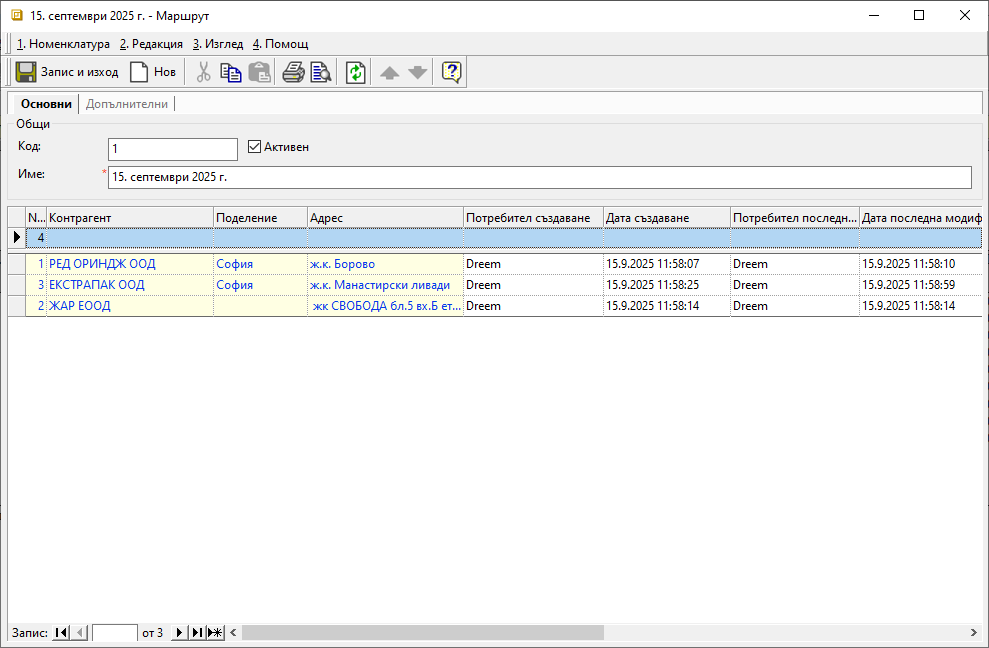 15. септември 2025 г. - Маршрут
1. Номенклатура 2. Редакция 3. Изглед 4. Помощ
Запис и изход Нов
Основни Допълнителни
Общи
Код: 1 Активен
Име: * 15. септември 2025 г.
N... Контрагент Поделение Адрес Потребител създаване Дата създаване Потребител последн... Дата последна модиф
4
1 РЕД ОРИНДЖ ООД София ж.к. Борово Dreem 15.9.2025 11:58:07 Dreem 15.9.2025 11:58:10
3 ЕКСТРАПАК ООД София ж.к. Манастирски ливади Dreem 15.9.2025 11:58:25 Dreem 15.9.2025 11:58:59
2 ЖАР ЕООД жк СВОБОДА бл.5 вх.Б ет... Dreem 15.9.2025 11:58:14 Dreem 15.9.2025 11:58:14
Запис: от 3